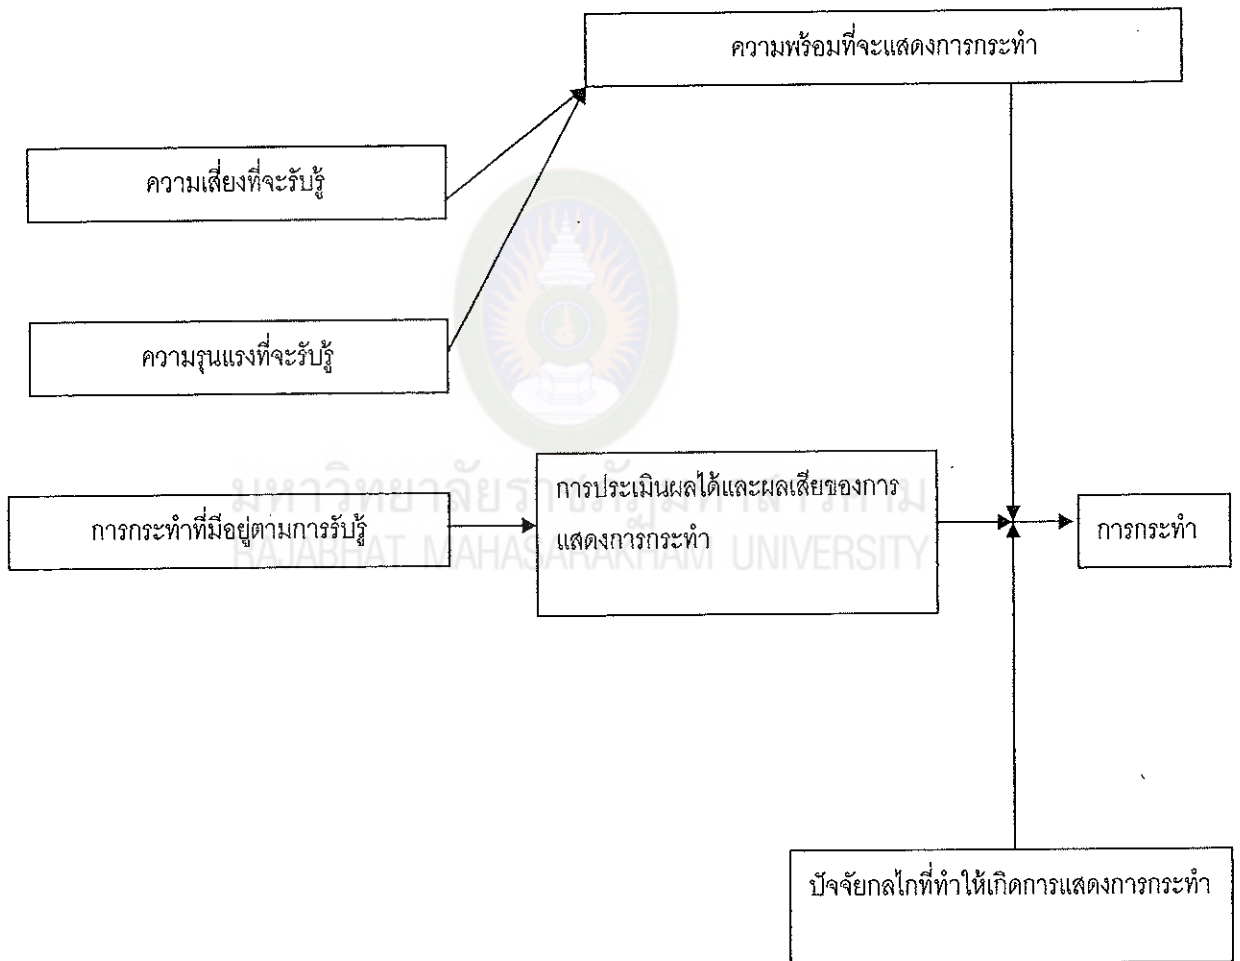 ความพร้อมที่จะแสดงการกระทำ
ความเสี่ยงที่จะรับรู้
ความรุนแรงที่จะรับรู้
การประเมินผลได้และผลเสียของการ
แสดงการกระทำ
การกระทำที่มีอยู่ตามการรับรู้
การกระทำ
มหาวิทยาลัยราชภัฏมหาสารคาม
RAJABHAT MAHASARAKHAM UNIVERSITY
ปัจจัยกลไกที่ทำให้เกิดการแสดงการกระทำ